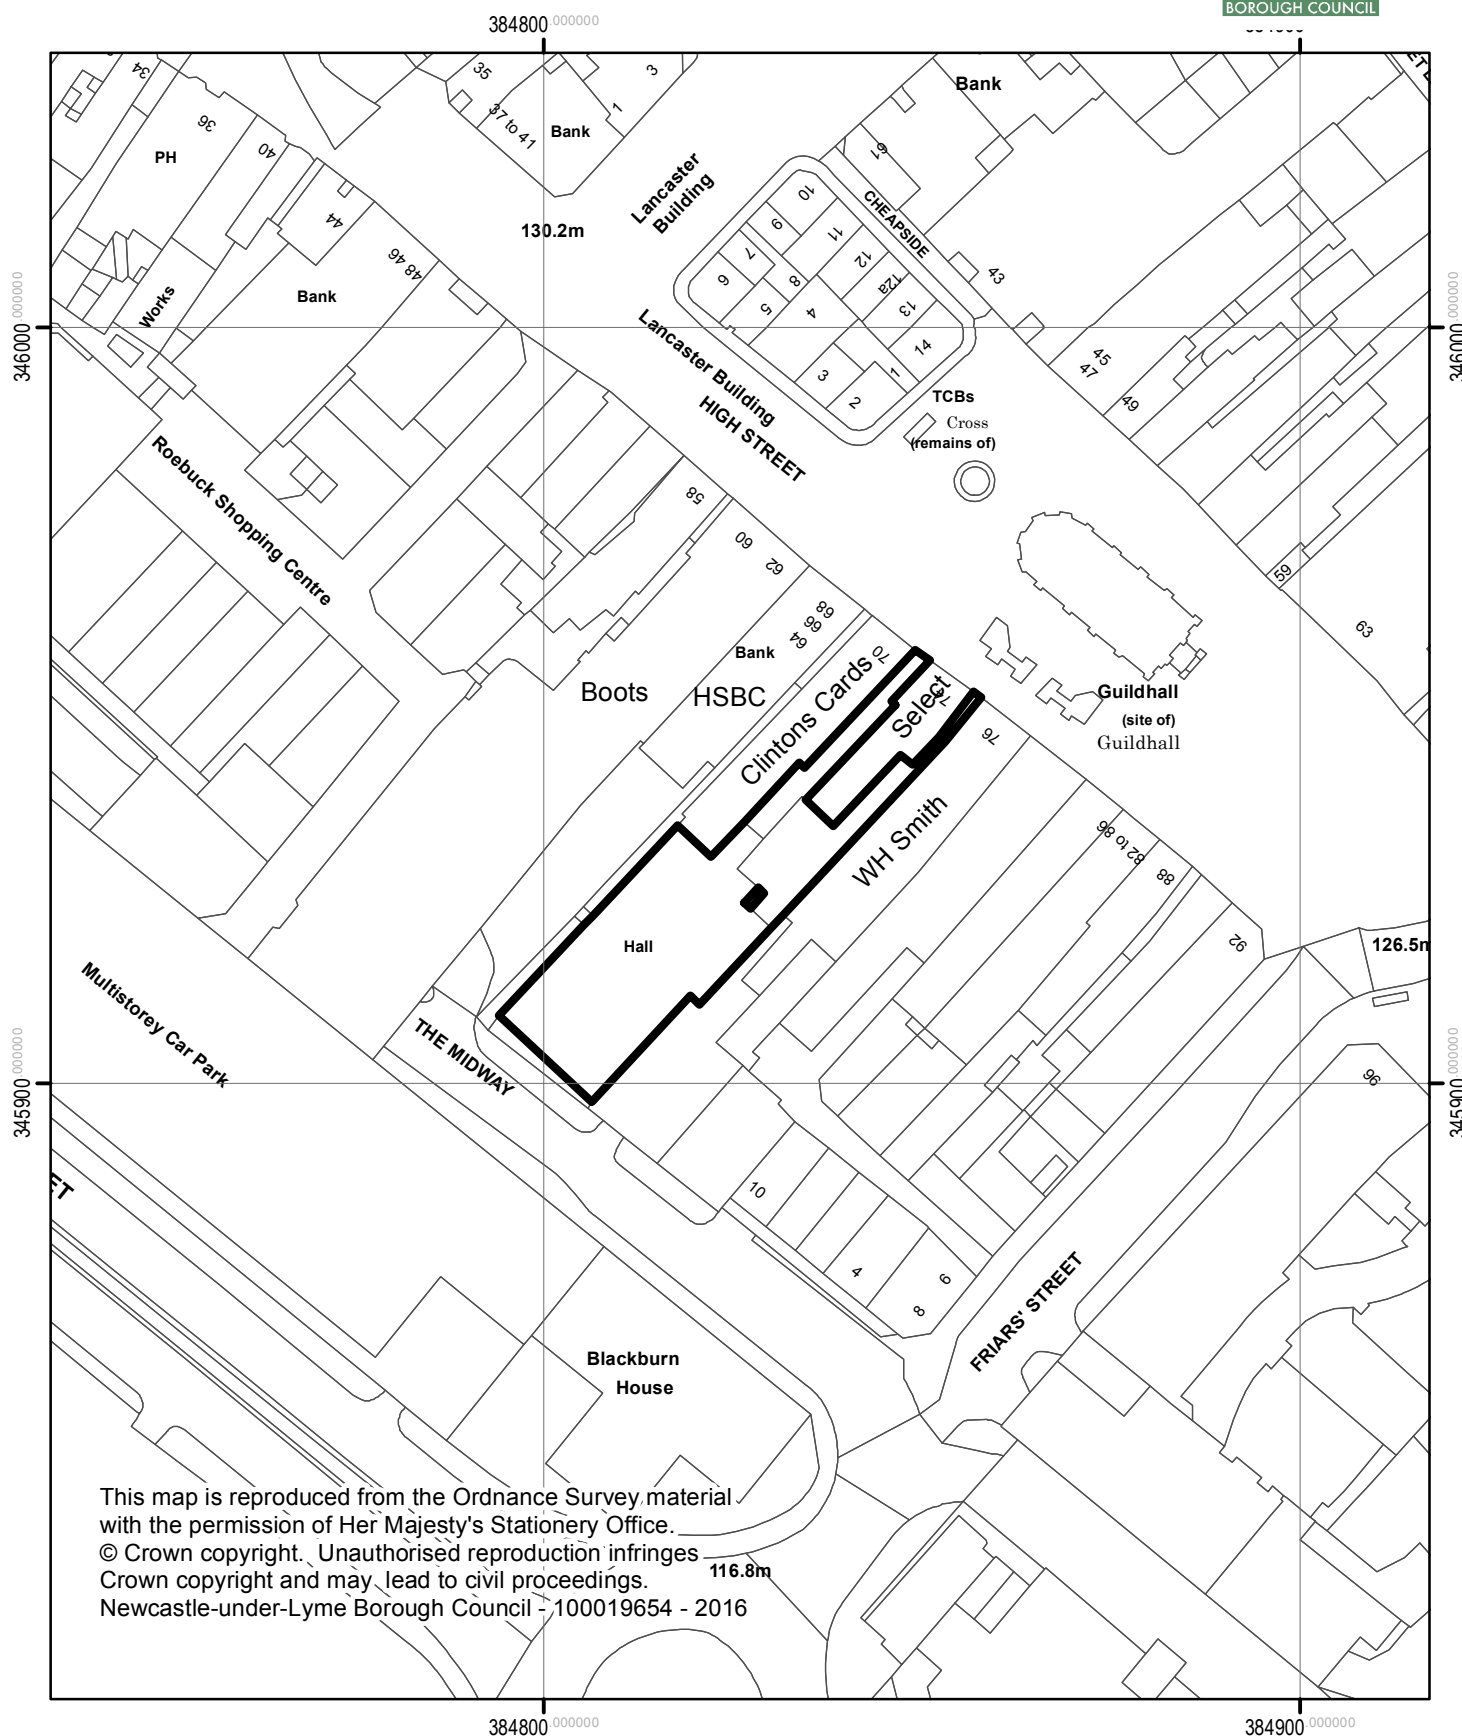 BOROUGH COUNCIL
384800.000000
34
35
3
Bank
36
37 to 41
1
Bank
40
PH
61
Lancaster
Building
10
CHEAPSIDE
44
130.2m
9
11
48 46
7
12
43
6
8
12a
Works
Bank
5
4
13
346000.000000
346000.000000
Lancaster Building
14
45
47
3
1
49
2
TCBs
HIGH STREET
Cross
(remains of)
Roebuck Shopping Centre
58
60
62
59
68
66
64
63
Bank
70
Boots
HSBC
Clintons Cards
Select
Guildhall
(site of)
Guildhall
76
WH Smith
82 to 86
88
92
Hall
126.5m
Multistorey Car Park
THE MIDWAY
345900.000000
345900.000000
96
ET
10
4
6
8
FRIARS' STREET
Blackburn
House
This map is reproduced from the Ordnance Survey material
with the permission of Her Majesty's Stationery Office.
© Crown copyright. Unauthorised reproduction infringes
Crown copyright and may lead to civil proceedings.
Newcastle-under-Lyme Borough Council - 100019654 - 2016
116.8m
384800.000000
384900.000000